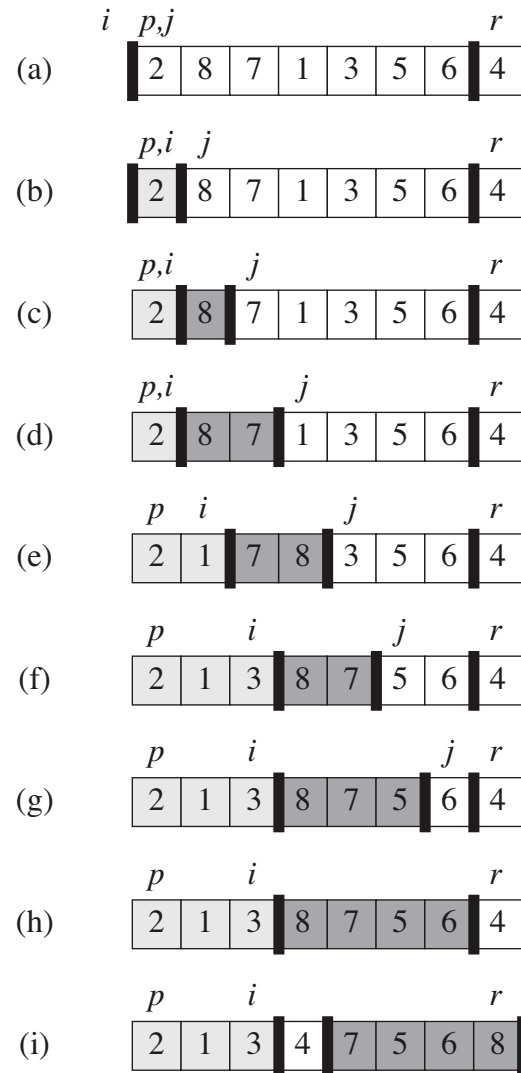 i p,j r
(a) 2 8 7 1 3 5 6 4
p,i j r
(b) 2 8 7 1 3 5 6 4
p,i j r
(c) 2 8 7 1 3 5 6 4
p,i j r
(d) 2 8 7 1 3 5 6 4
p i j r
(e) 2 1 7 8 3 5 6 4
p i j r
(f) 2 1 3 8 7 5 6 4
p i j r
(g) 2 1 3 8 7 5 6 4
p i r
(h) 2 1 3 8 7 5 6 4
p i r
(i) 2 1 3 4 7 5 6 8